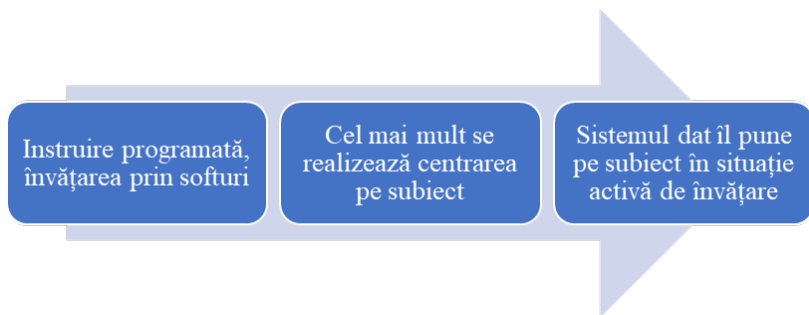 Instruire programată,
învățarea prin softuri
Cel mai mult se
realizează centrarea
pe subiect
Sistemul dat îl pune
pe subiect în situație
activă de învățare